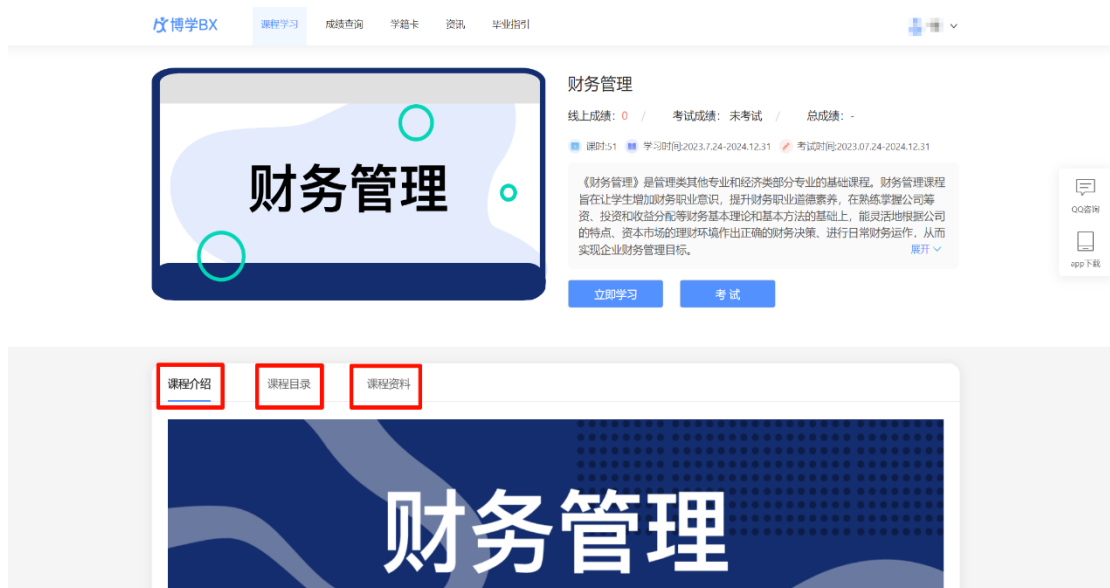 博学BX 课程学习 成绩查询 学籍卡 资讯 毕业指引
财务管理
财务管理
线上成绩: 0 / 考试成绩: 未考试 / 总成绩: -
课时:51 学习时间:2023.7.24-2024.12.31 考试时间:2023.07.24-2024.12.31
《财务管理》是管理类其他专业和经济类部分专业的基础课程。财务管理课程
旨在让学生增加财务职业意识，提升财务职业道德素养，在熟练掌握公司筹
资、投资和收益分配等财务基本理论和基本方法的基础上，能灵活地根据公司
的特点、资本市场的理财环境作出正确的财务决策、进行日常财务运作，从而
实现企业财务管理目标。 展开
立即学习 考 试
QQ咨询
app下载
课程介绍 课程目录 课程资料
财务管理